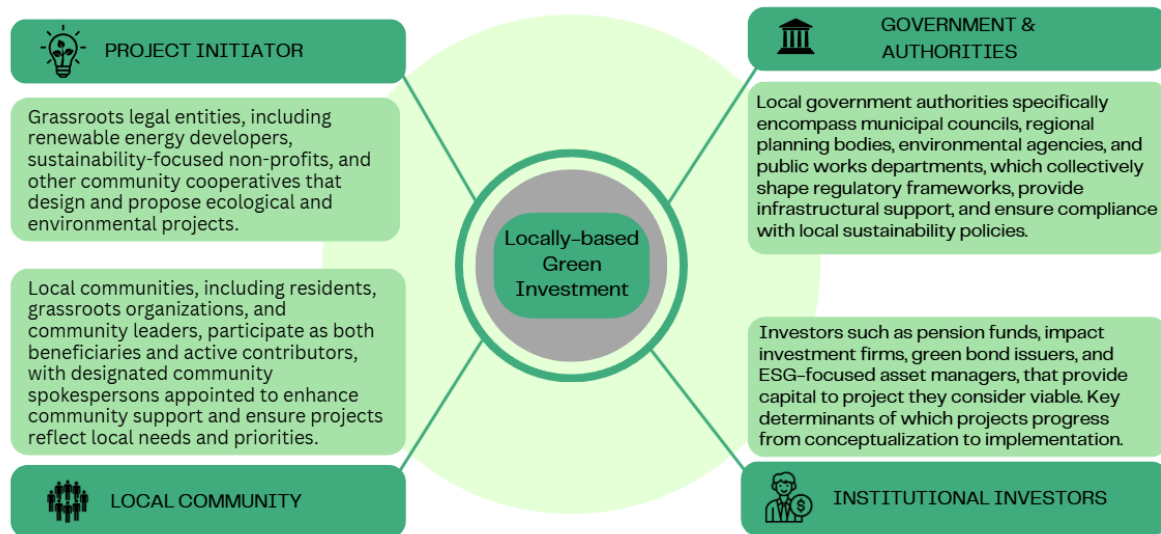 PROJECT INITIATOR
Grassroots legal entities, including
renewable energy developers,
sustainability-focused non-profits, and
other community cooperatives that
design and propose ecological and
environmental projects.
GOVERNMENT &
AUTHORITIES
Local government authorities specifically
encompass municipal councils, regional
planning bodies, environmental agencies, and
public works departments, which collectively
shape regulatory frameworks, provide
infrastructural support, and ensure compliance
with local sustainability policies.
Locally-based
Green
Investment
Local communities, including residents,
grassroots organizations, and
community leaders, participate as both
beneficiaries and active contributors,
with designated community
spokespersons appointed to enhance
community support and ensure projects
reflect local needs and priorities.
LOCAL COMMUNITY
Investors such as pension funds, impact
investment firms, green bond issuers, and
ESG-focused asset managers, that provide
capital to project they consider viable. Key
determinants of which projects progress
from conceptualization to implementation.
$
INSTITUTIONAL INVESTORS